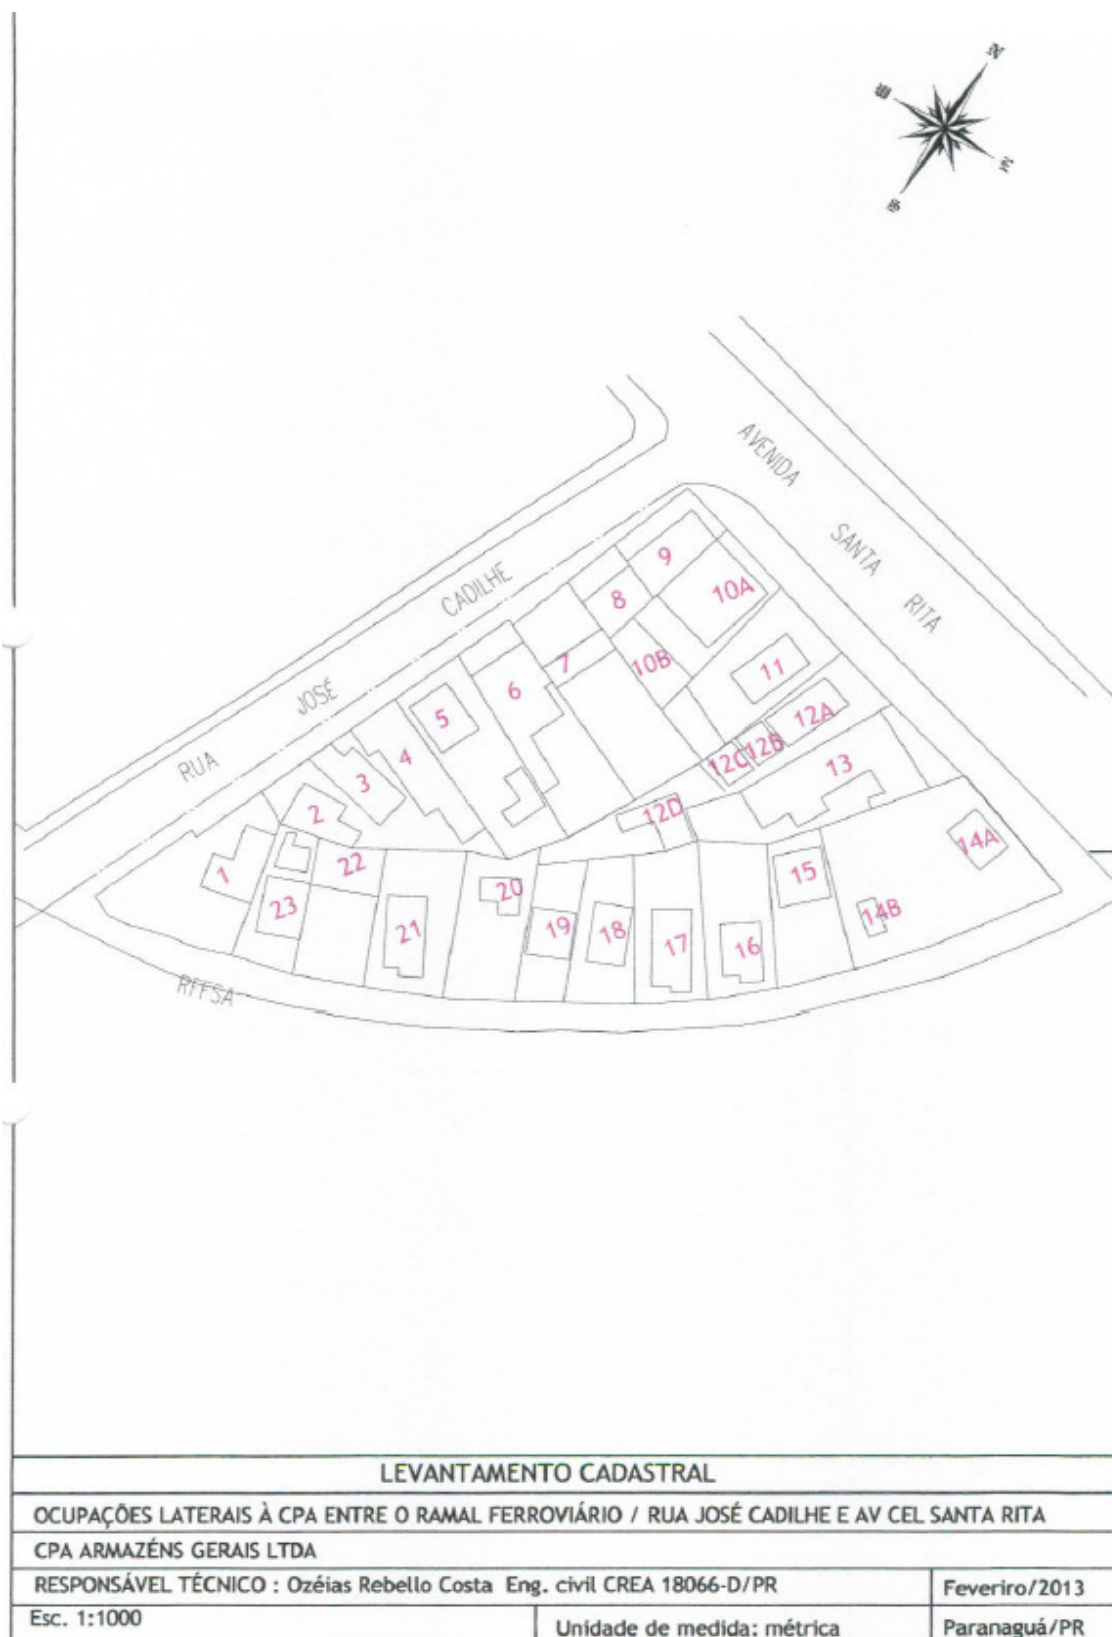 N
AVENIDA
SANTA
RITA
CADILHE
JOSÉ
RUA
9
8
10A
7
10B
11
6
5
12A
12B
12C
4
3
13
2
12D
14A
1
22
15
23
20
14B
21
19
18
17
16
RFFSA
LEVANTAMENTO CADASTRAL
OCUPAÇÕES LATERAIS À CPA ENTRE O RAMAL FERROVIÁRIO / RUA JOSÉ CADILHE E AV CEL SANTA RITA
CPA ARMAZÉNS GERAIS LTDA
RESPONSÁVEL TÉCNICO : Ozéias Rebello Costa Eng. civil CREA 18066-D/PR
Feveriro/2013
Esc. 1:1000
Unidade de medida: métrica
Paranaguá/PR